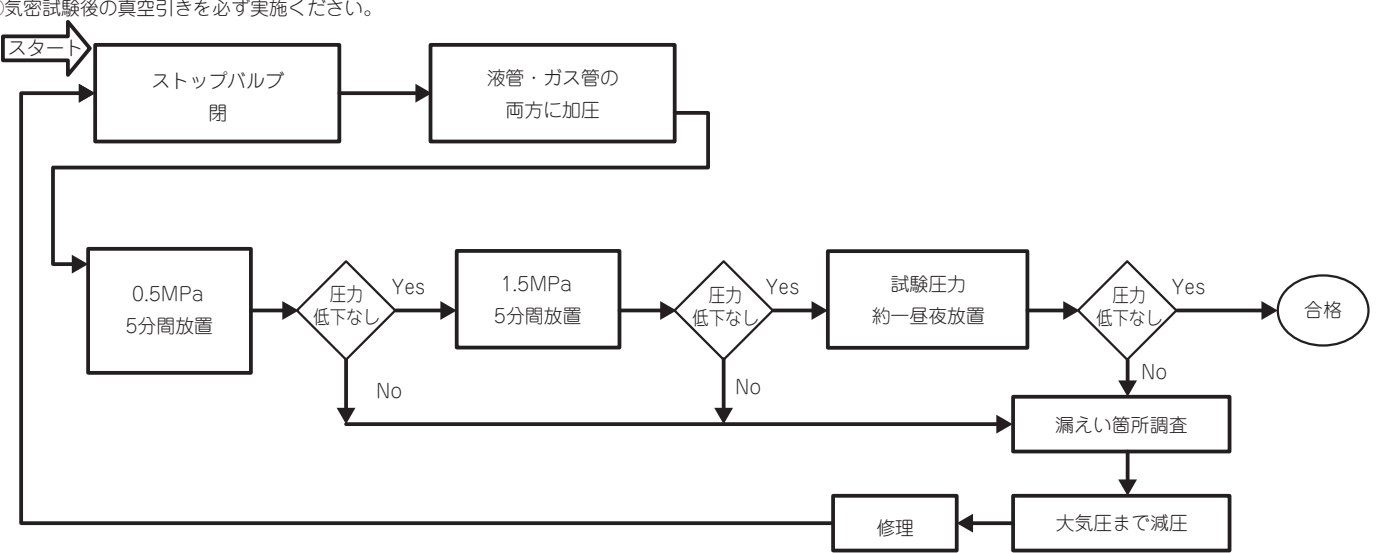 気密試験後の真空引きを必ず実施ください。
スタート
ストップバルブ
閉
液管・ガス管の
両方に加圧
0.5MPa
5分間放置
圧力
低下なし
Yes
No
1.5MPa
5分間放置
圧力
低下なし
Yes
No
試験圧力
約一昼夜放置
圧力
低下なし
Yes
No
合格
漏えい箇所調査
大気圧まで減圧
修理